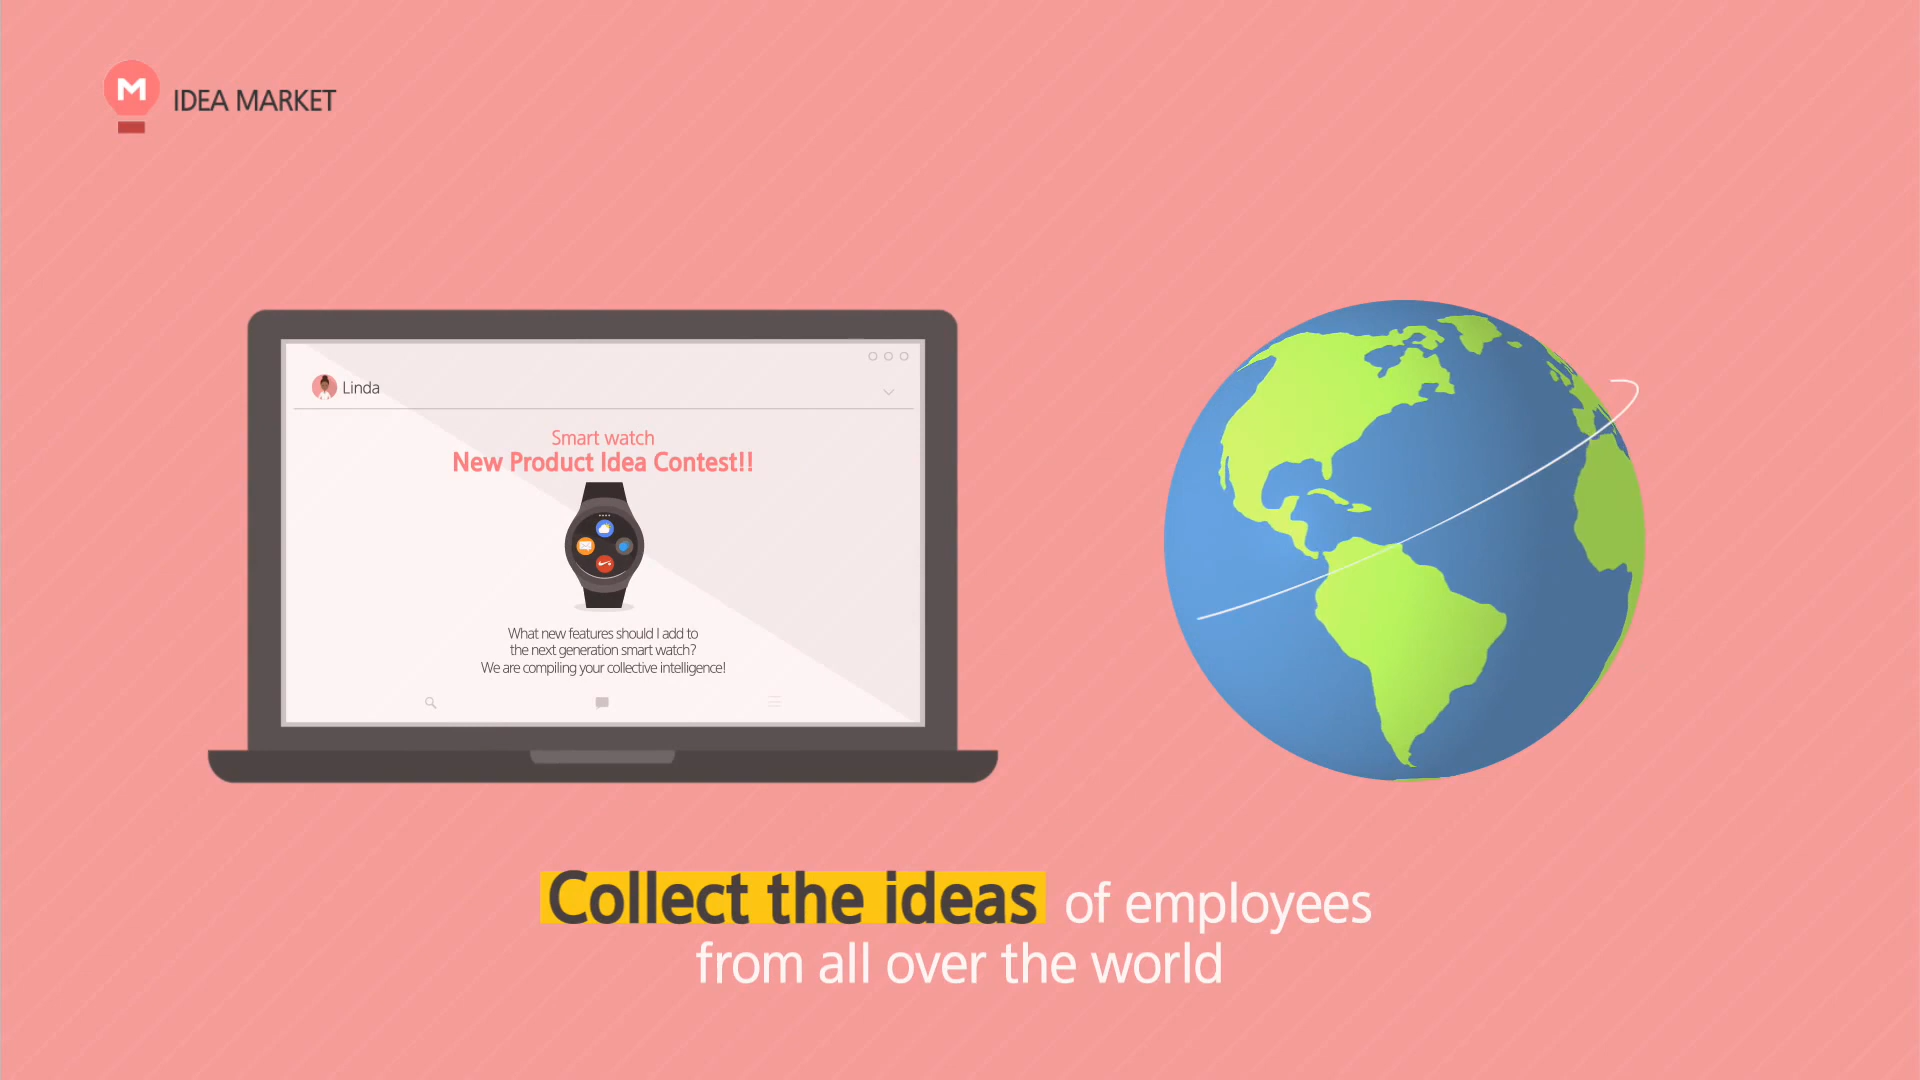 M
IDEA MARKET
Linda
Smart watch
New Product Idea Contest!!
What new features should I add to
the next generation smart watch?
We are compiling your collective intelligence!
Collect the ideas of employees
from all over the world